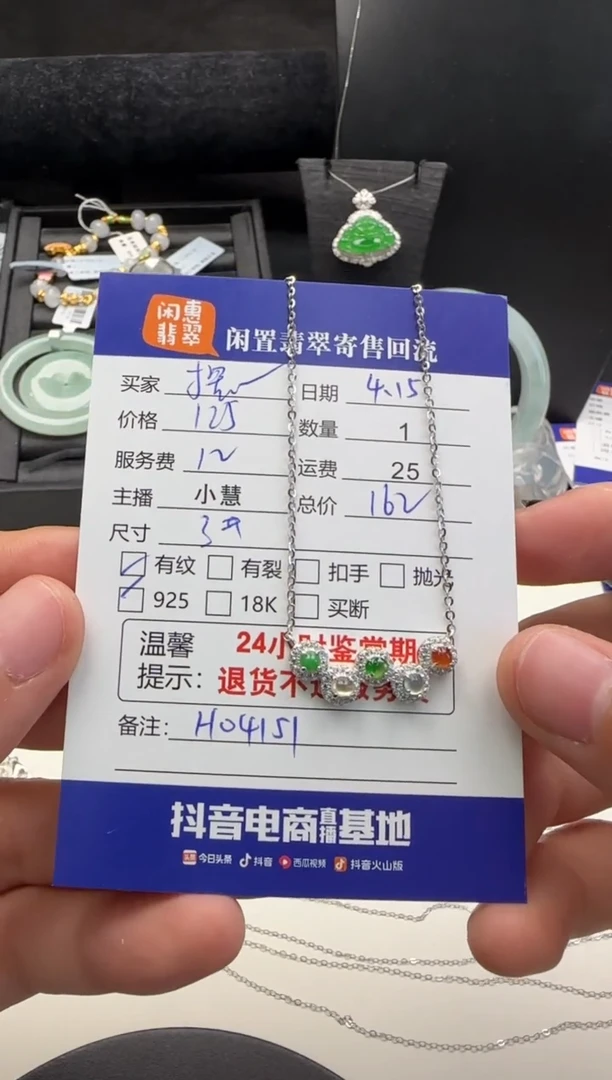 闲惠
翡翠
闲置翡翠寄售回流
买家 日期 4.15
价格 125 数量 1
服务费 12 运费 25
主播 小慧 总价 162
尺寸
有纹 有裂 扣手 抛光
925 18K 买断
温馨 24小时鉴赏期
提示: 退货不退服务费
备注: H04151
抖音电商直播基地
今日头条 抖音 西瓜视频 抖音火山版